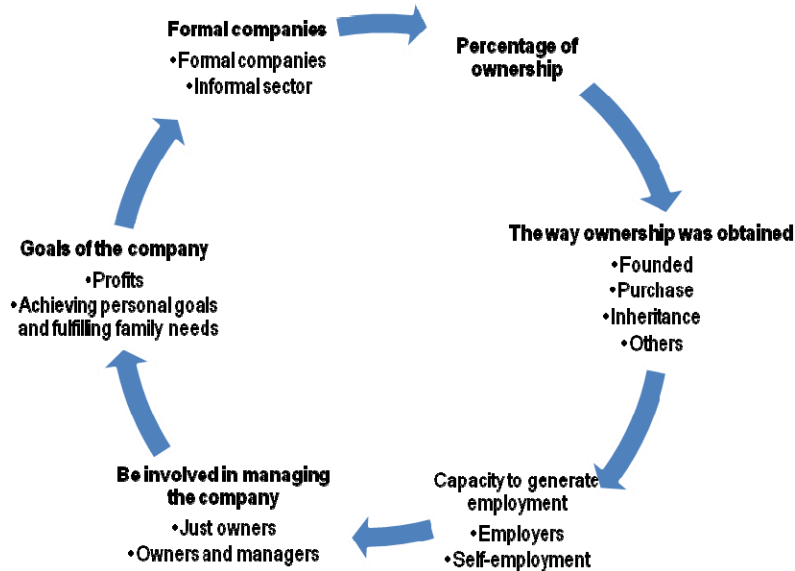 Formal companies
•Formal companies
•Informal sector
Percentage of
ownership
The way ownership was obtained
•Founded
•Purchase
•Inheritance
•Others
Capacity to generate
employment
•Employers
•Self-employment
Be involved in managing
the company
•Just owners
•Owners and managers
Goals of the company
•Profits
•Achieving personal goals
and fulfilling family needs